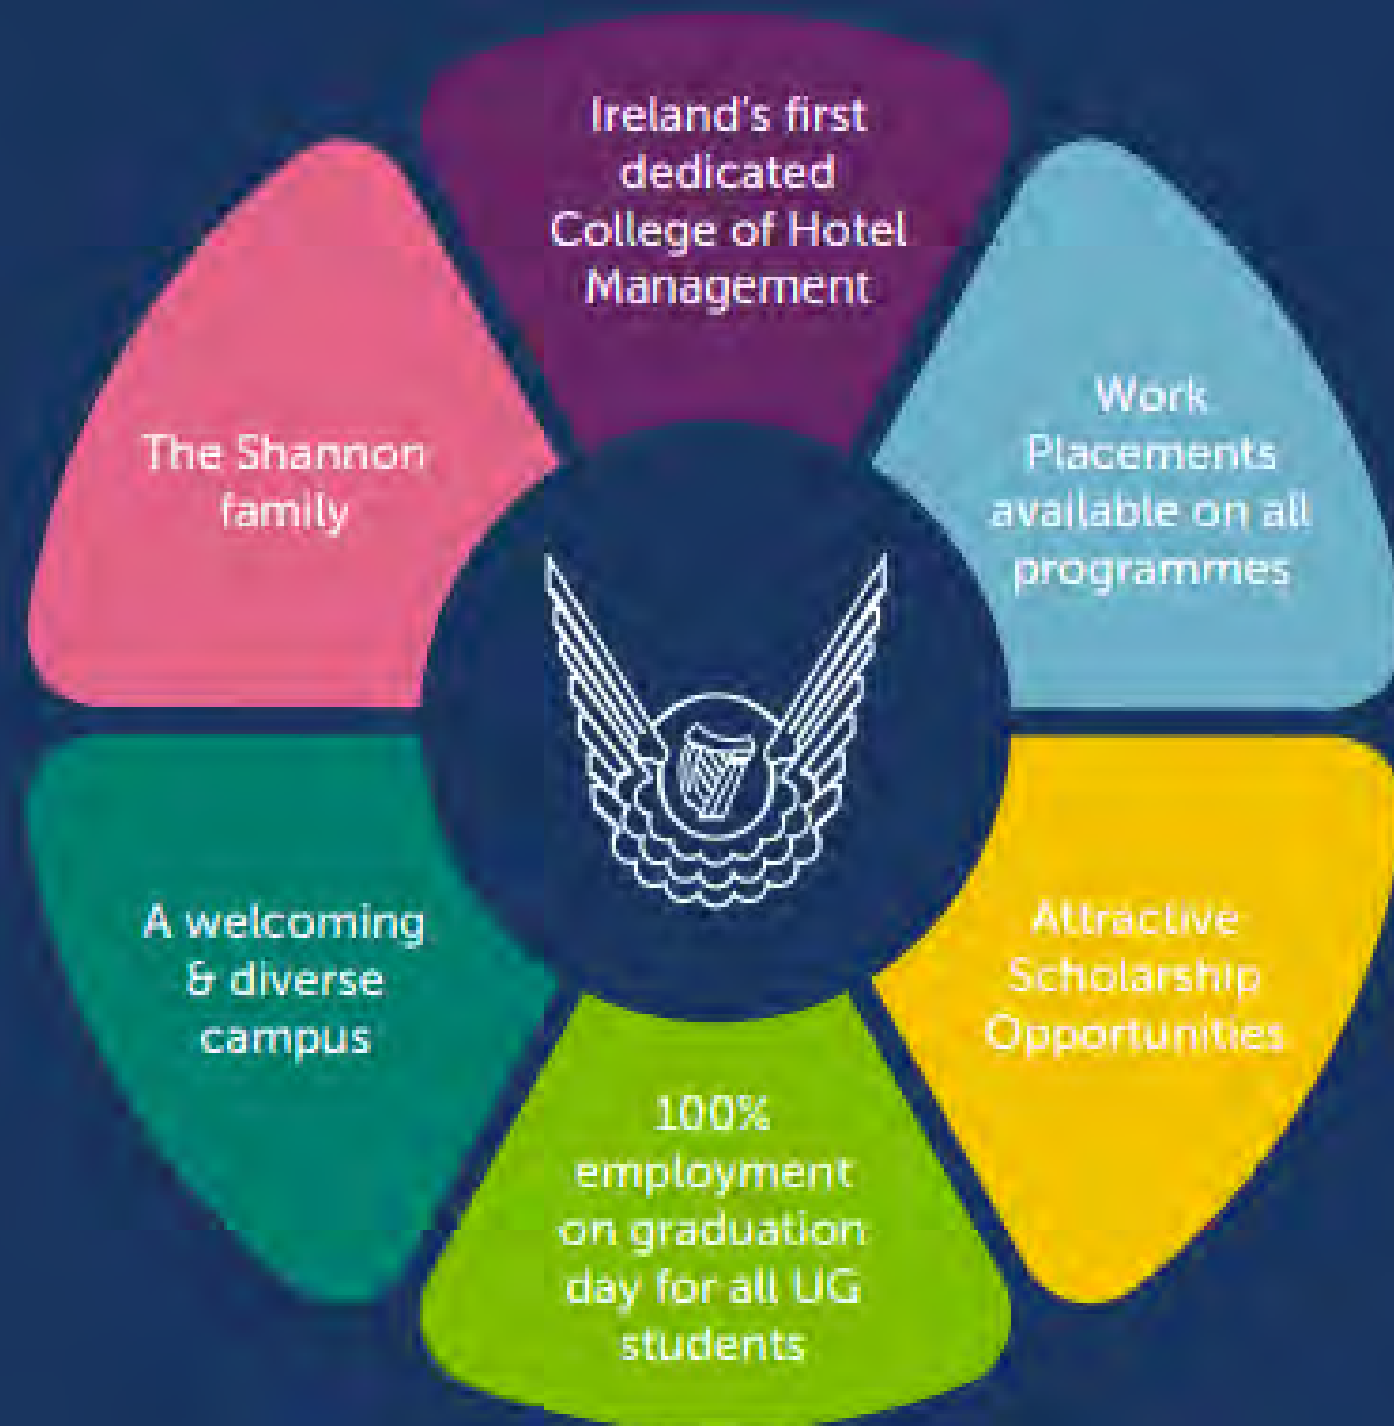 Ireland's first
dedicated
College of Hotel
Management
Work
Placements
available on all
programmes
Attractive
Scholarship
Opportunities
100%
employment
on graduation
day for all UG
students
A welcoming
& diverse
campus
The Shannon
family